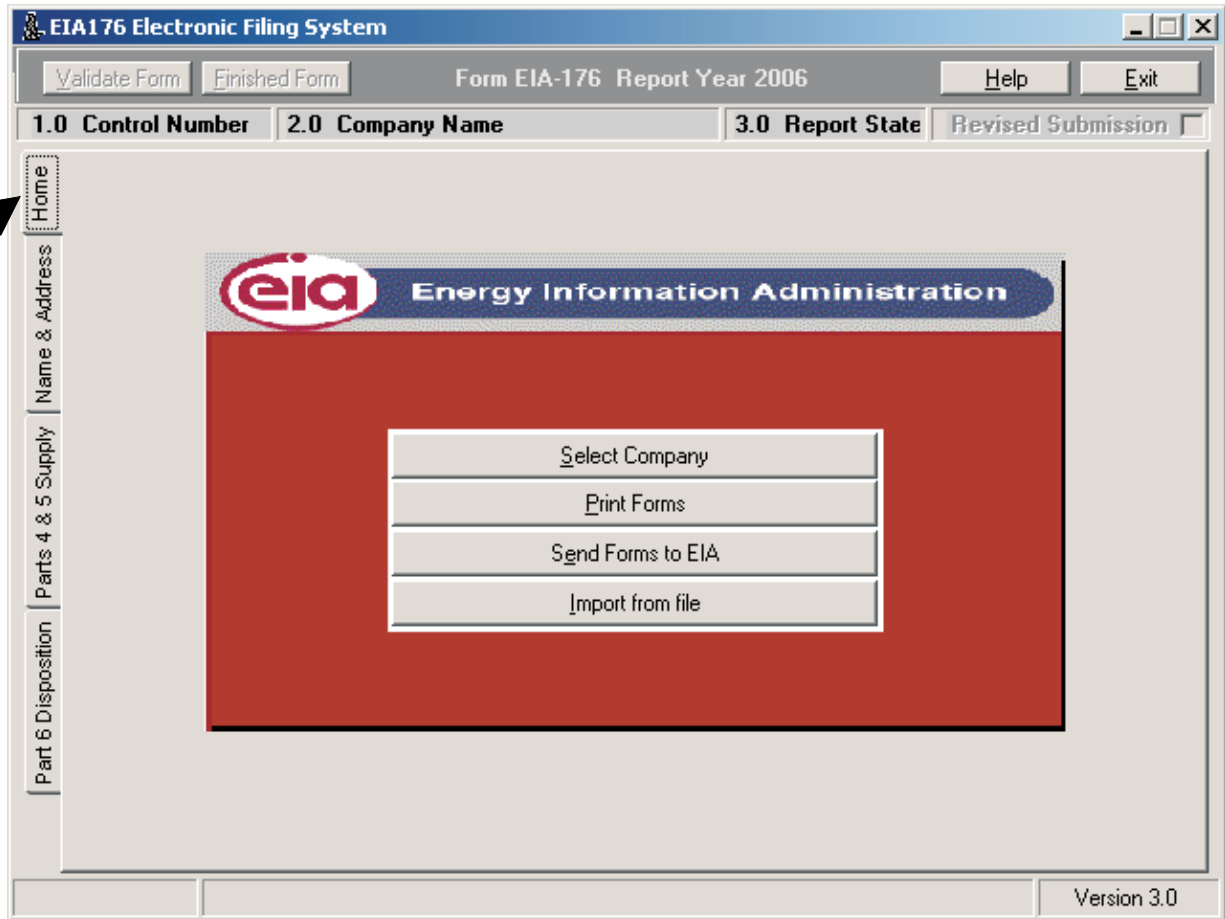 EIA176 Electronic Filing System
Validate Form Finished Form Form EIA-176 Report Year 2006 Help Exit
1.0 Control Number 2.0 Company Name 3.0 Report State Revised Submission
Home
Name & Address
Parts 4 & 5 Supply
Part 6 Disposition
eia Energy Information Administration
Select Company
Print Forms
Send Forms to EIA
Import from file
Version 3.0